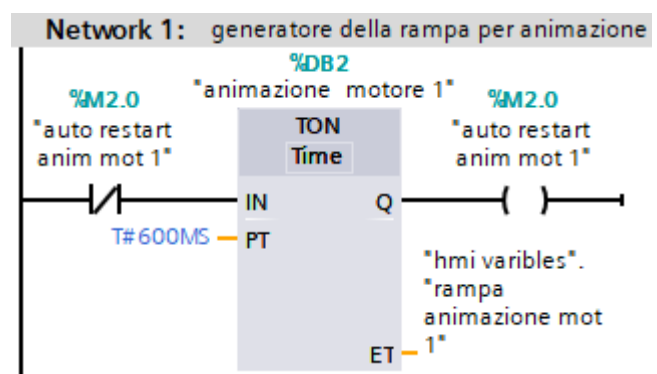 Network 1: generatore della rampa per animazione
%DB2
"animazione motore 1"
%M2.0
"auto restart
anim mot 1"
TON
Time
%M2.0
"auto restart
anim mot 1"
IN
Q
T#600MS
PT
"hmi varibles".
"rampa
animazione mot
1"
ET